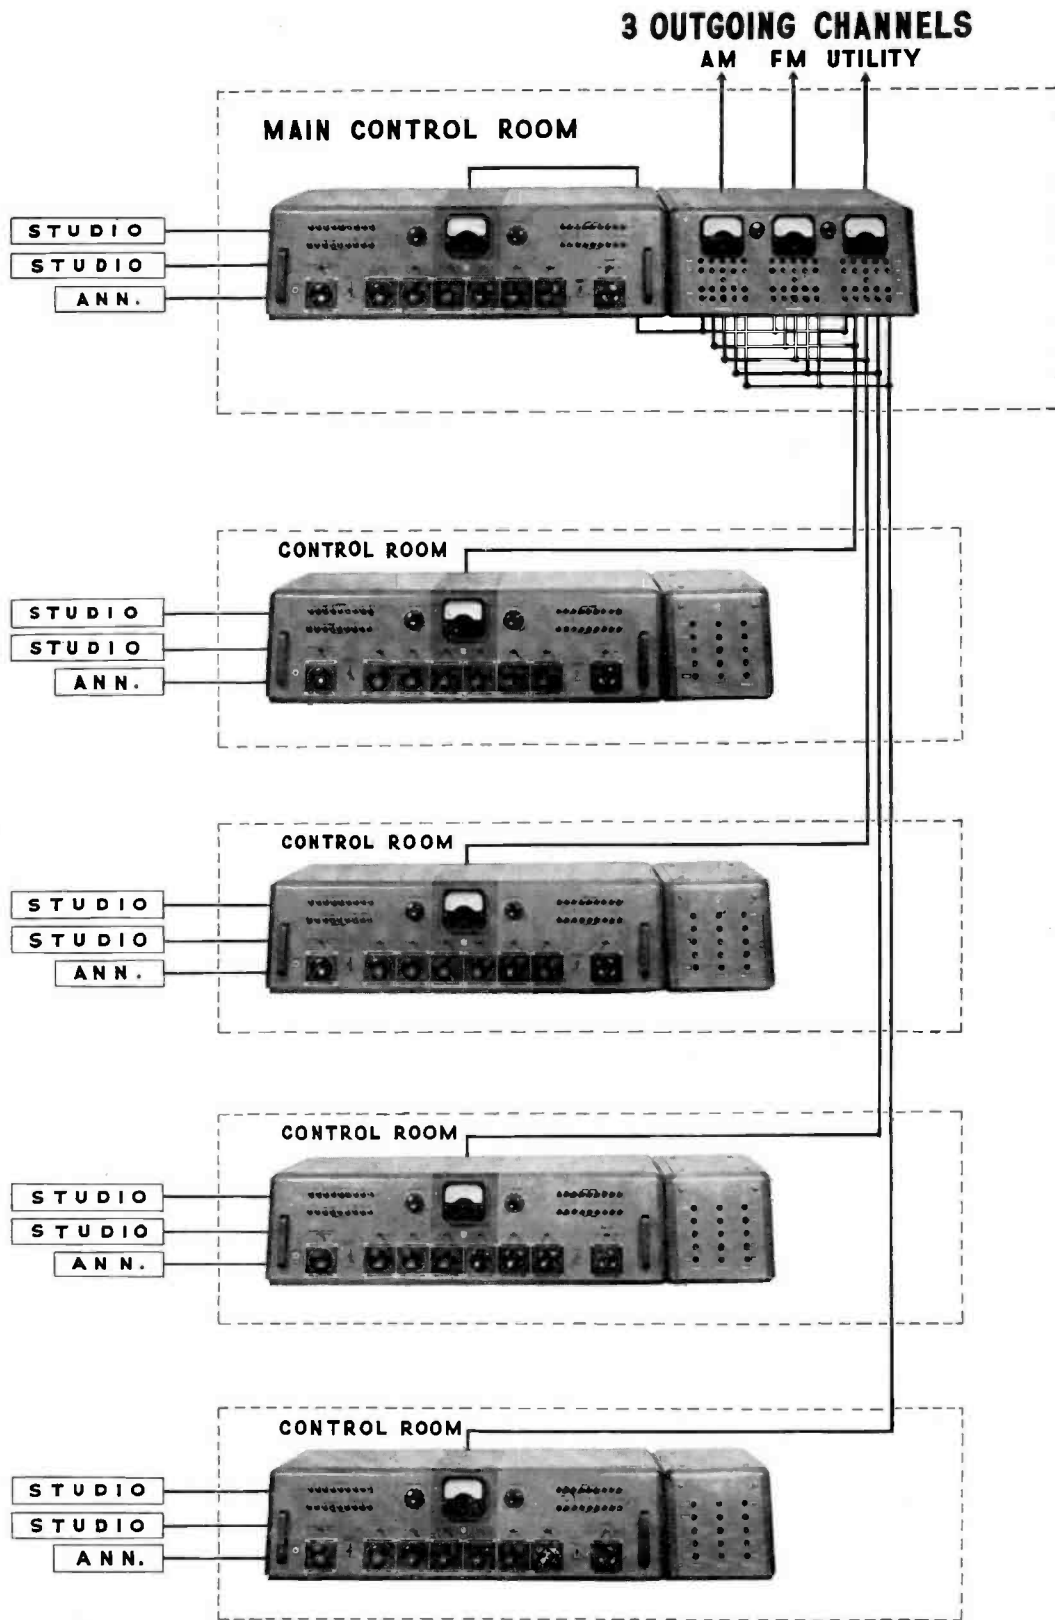 3 OUTGOING CHANNELS
AM FM UTILITY
MAIN CONTROL ROOM
STUDIO
STUDIO
ANN.
CONTROL ROOM
STUDIO
STUDIO
ANN.
CONTROL ROOM
STUDIO
STUDIO
ANN.
CONTROL ROOM
STUDIO
STUDIO
ANN.
CONTROL ROOM
STUDIO
STUDIO
ANN.